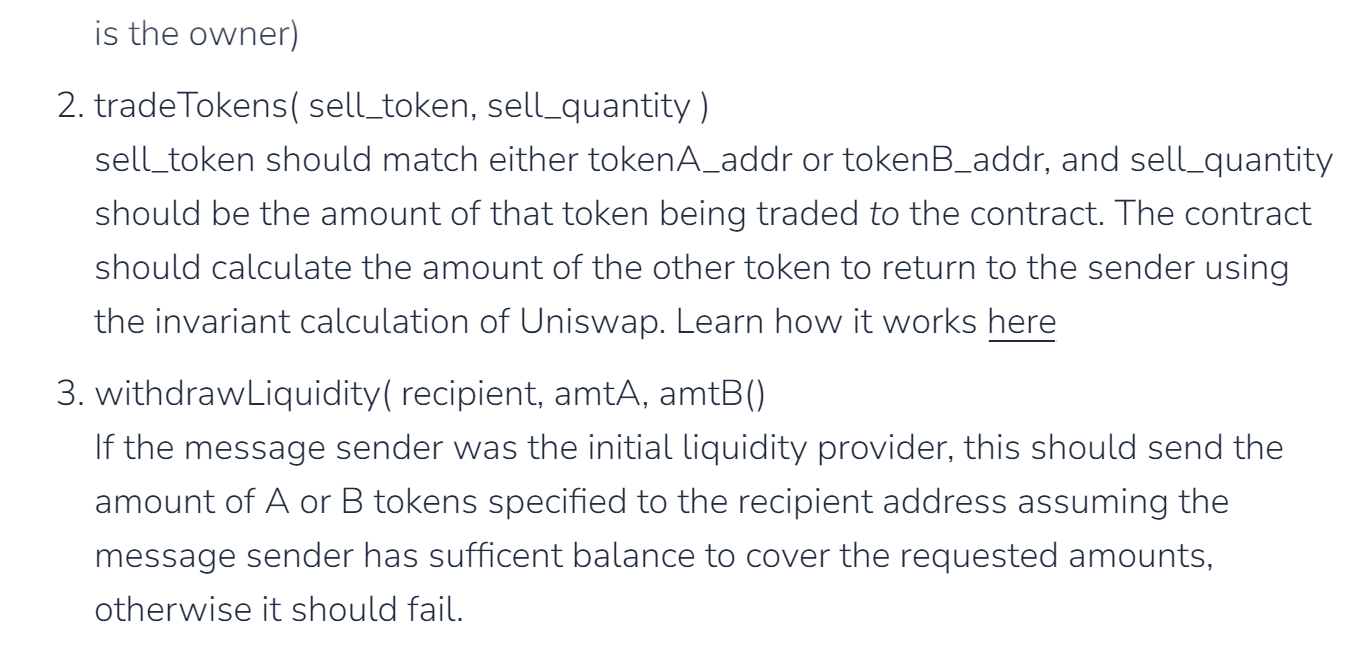 is the owner)
2. tradeTokens( sell_token, sell_quantity )
sell_token should match either tokenA_addr or tokenB_addr, and sell_quantity
should be the amount of that token being traded to the contract. The contract
should calculate the amount of the other token to return to the sender using
the invariant calculation of Uniswap. Learn how it works here
3. withdrawLiquidity( recipient, amtA, amtB()
If the message sender was the initial liquidity provider, this should send the
amount of A or B tokens specified to the recipient address assuming the
message sender has sufficent balance to cover the requested amounts,
otherwise it should fail.